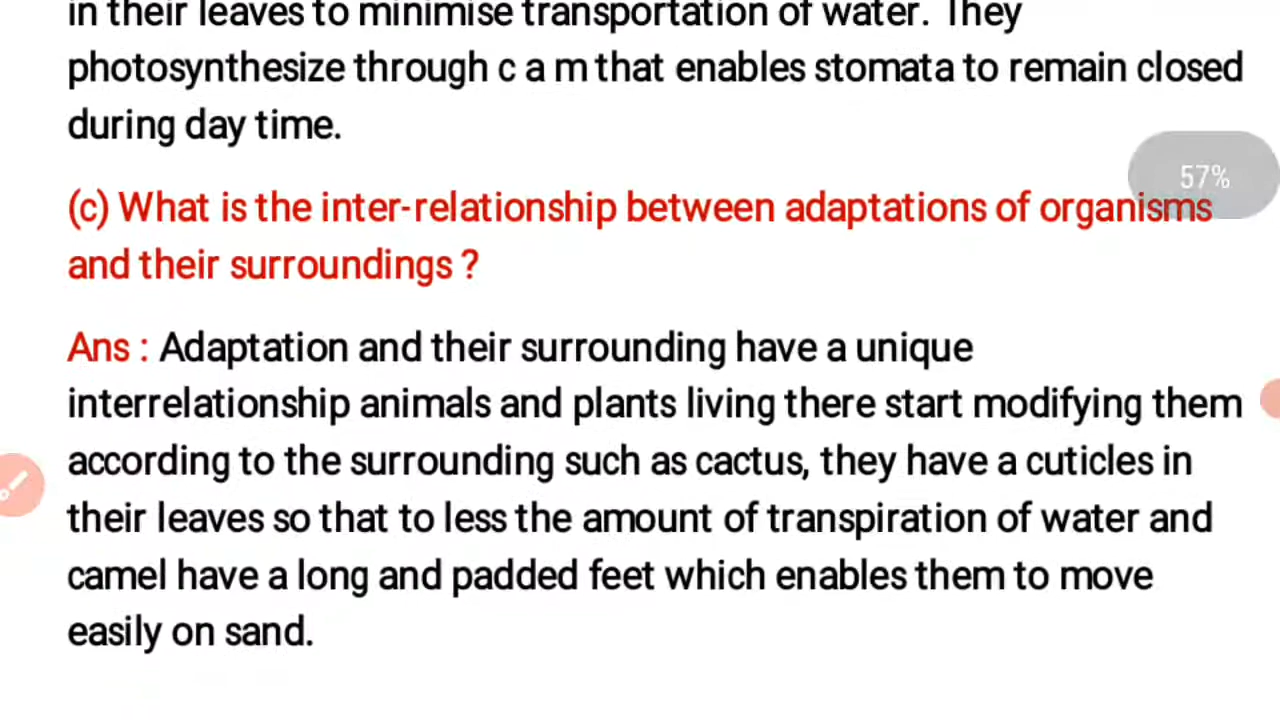 in their leaves to minimise transportation of water. They
photosynthesize through c a m that enables stomata to remain closed
during day time.
57%
(c) What is the inter-relationship between adaptations of organisms
and their surroundings ?
Ans : Adaptation and their surrounding have a unique
interrelationship animals and plants living there start modifying them
according to the surrounding such as cactus, they have a cuticles in
their leaves so that to less the amount of transpiration of water and
camel have a long and padded feet which enables them to move
easily on sand.